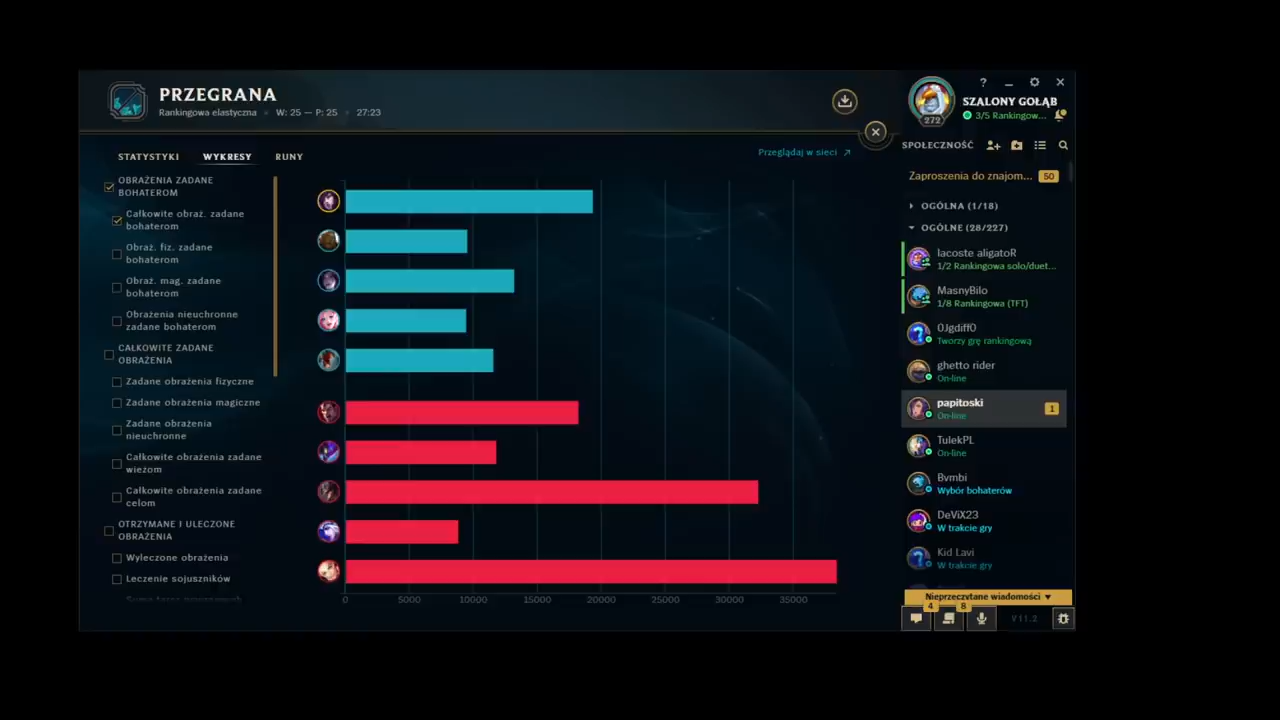 PRZEGRANA
Rankingowa elastyczna • W: 25 — P: 25 • 27:23
STATYSTYKI WYKRESY RUNY
Przeglądaj w sieci
OBRAŻENIA ZADANE
BOHATEROM
Całkowite obraż. zadane
bohaterom
Obraż. fiz. zadane
bohaterom
Obraż. mag. zadane
bohaterom
Obrażenia nieuchronne
zadane bohaterom
CAŁKOWITE ZADANE
OBRAŻENIA
Zadane obrażenia fizyczne
Zadane obrażenia magiczne
Zadane obrażenia
nieuchronne
Całkowite obrażenia zadane
wieżom
Całkowite obrażenia zadane
celom
OTRZYMANE I ULECZONE
OBRAŻENIA
Wyleczone obrażenia
Leczenie sojuszników
0 5000 10000 15000 20000 25000 30000 35000
?
272
SZALONY GOŁĄB
3/5 Rankingow...
SPOŁECZNOŚĆ
Zaproszenia do znajom... 50
OGÓLNA (1/18)
OGÓLNE (28/227)
lacoste aligatoR
1/2 Rankingowa solo/duet...
MasnyBilo
1/8 Rankingowa (TFT)
0Jgdiff0
Tworzy grę rankingową
ghetto rider
On-line
papitoski
On-line
1
TulekPL
On-line
Bvmbi
Wybór bohaterów
DeViX23
W trakcie gry
Kid Lavi
W trakcie gry
Nieprzeczytane wiadomości
4 8
V11.2